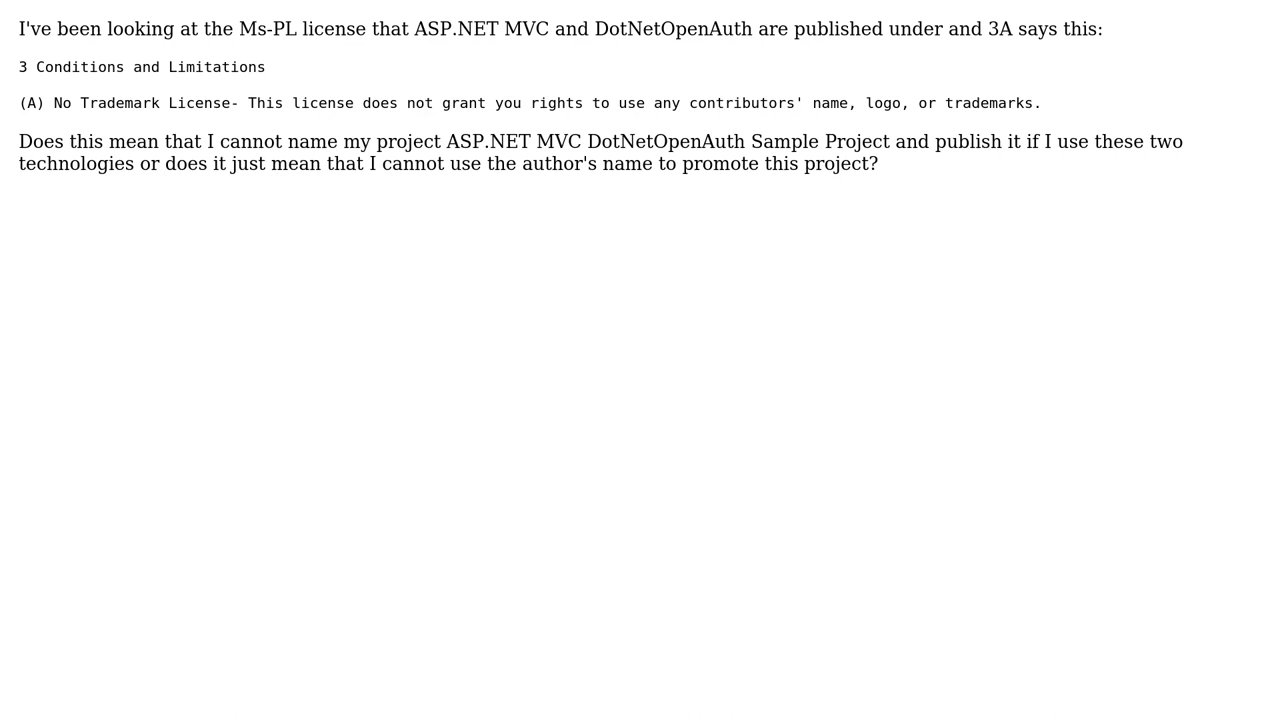 I've been looking at the Ms-PL license that ASP.NET MVC and DotNetOpenAuth are published under and 3A says this:
3 Conditions and Limitations
(A) No Trademark License- This license does not grant you rights to use any contributors' name, logo, or trademarks.
Does this mean that I cannot name my project ASP.NET MVC DotNetOpenAuth Sample Project and publish it if I use these two
technologies or does it just mean that I cannot use the author's name to promote this project?